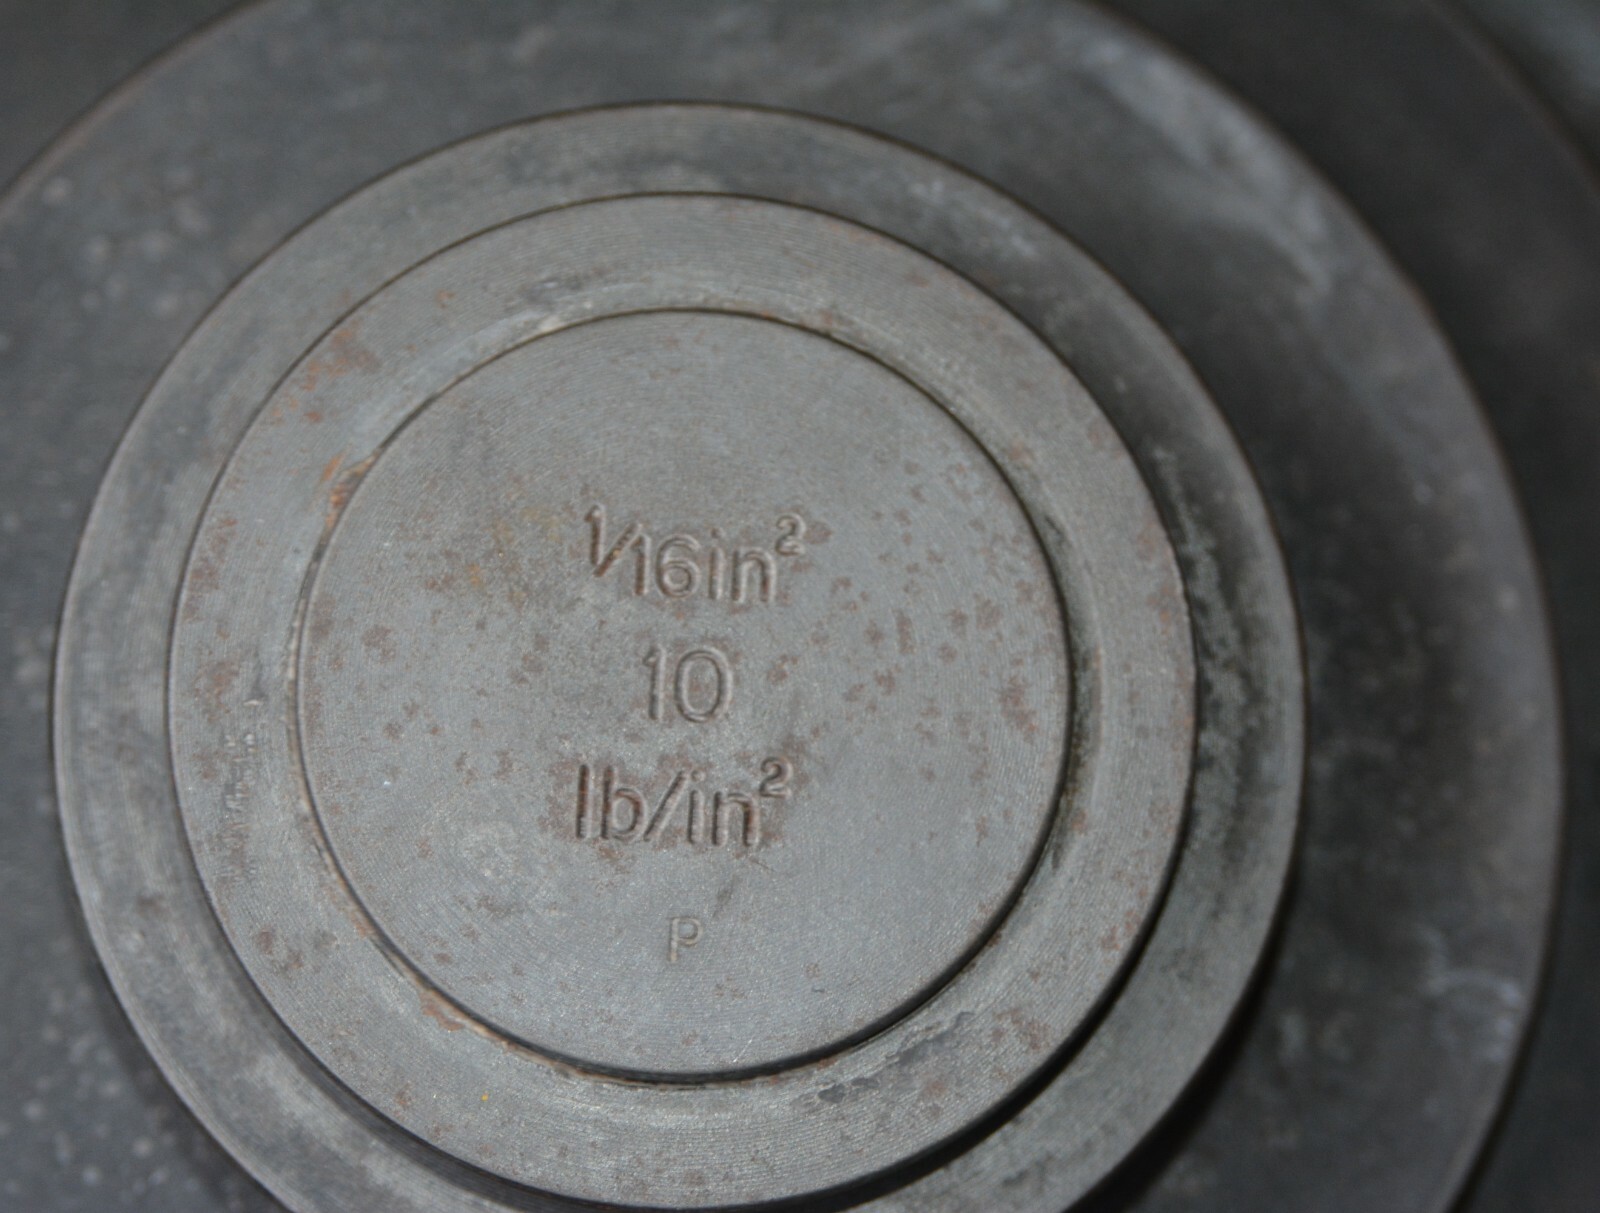 1/16in²
10
lb/in²
P